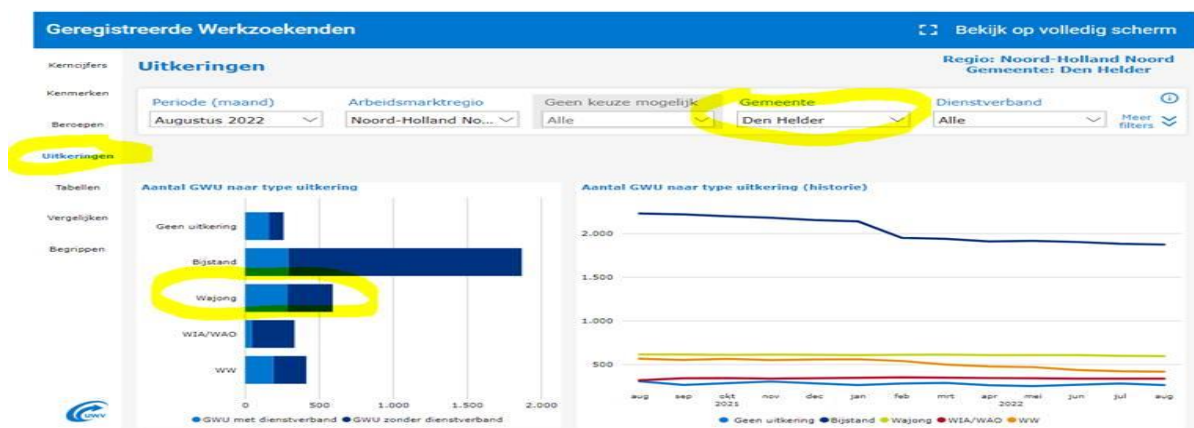 Geregistreerde Werkzoekenden
Bekijk op volledig scherm
Kerncijfers
Kenmerken
Beroepen
Uitkeringen
Tabellen
Vergelijken
Begrippen
Uitkeringen
Regio: Noord-Holland Noord
Gemeente: Den Helder
Periode (maand)
Augustus 2022
Arbeidsmarktregio
Noord-Holland No...
Geen keuze mogelijk
Alle
Gemeente
Den Helder
Dienstverband
Alle
Meer
filters
Aantal GWU naar type uitkering
Geen uitkering
Bijstand
Wajong
WIA/WAO
WW
0 500 1.000 1.500 2.000
GWU met dienstverband GWU zonder dienstverband
Aantal GWU naar type uitkering (historie)
2.000
1.500
1.000
500
aug sep okt nov dec jan feb mrt apr mei jun jul aug
2021 2022
Geen uitkering Bijstand Wajong WIA/WAO WW
UWV